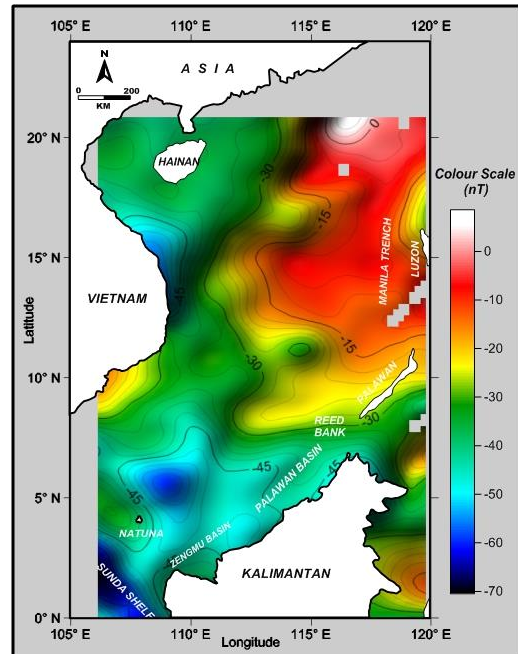 105° E
110° E
115° E
120° E
A S I A
N
0 200
KM
20° N
0
HAINAN
-30
-15
Colour Scale
(nT)
0
-10
-20
-30
-40
-50
-60
-70
15° N
MANILA TRENCH
LUZON
-45
VIETNAM
Latitude
-15
-30
10° N
PALAWAN
REED
BANK
-30
-45
PALAWAN BASIN
-45
-45
5° N
NATUNA
ZENGMU BASIN
SUNDA SHELF
KALIMANTAN
0° N
105° E
110° E
115° E
120° E
Longitude